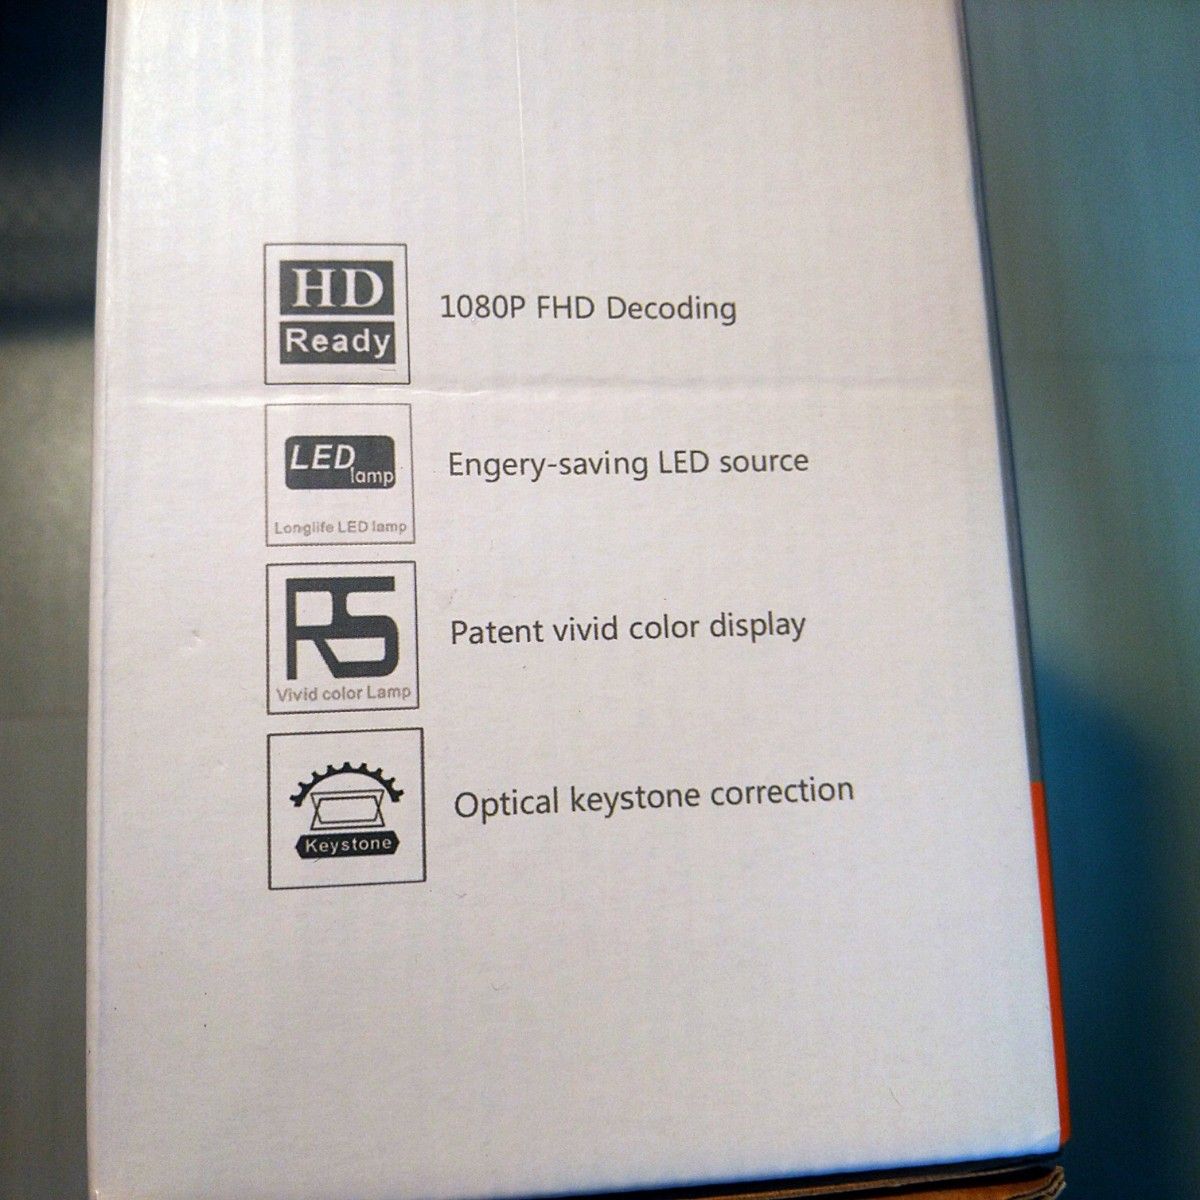 HD
Ready
1080P FHD Decoding
LED
lamp
Longlife LED lamp
Engery-saving LED source
RS
Vivid color Lamp
Patent vivid color display
Keystone
Optical keystone correction